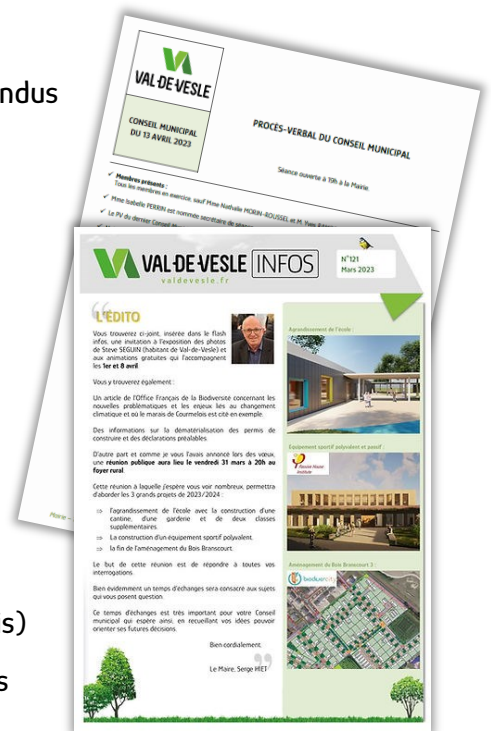 ndus
s)
s
VAL-DE-VESLE
CONSEIL MUNICIPAL
DU 13 AVRIL 2023
PROCÈS-VERBAL DU CONSEIL MUNICIPAL
Séance ouverte à 19h à la Mairie.
✓ Membres présents :
Tous les membres en exercice, sauf Mme Nathalie MORIN-ROUSSEL et M. Yves
✓ Mme Isabelle PERRIN est nommée secrétaire de séance
✓ Le PV du dernier Conseil
Mairie –
VAL-DE-VESLE INFOS
valdevesle.fr
N°121
Mars 2023
L'ÉDITO
Vous trouverez ci-joint, insérée dans le flash
infos, une invitation à l'exposition des photos
de Steve SEGUIN (habitant de Val-de-Vesle) et
aux animations gratuites qui l'accompagnent
les 1er et 8 avril.
Vous y trouverez également :
Un article de l'Office Français de la Biodiversité concernant les
nouvelles problématiques et les enjeux liés au changement
climatique et où le marais de Courmelois est cité en exemple.
Des informations sur la dématérialisation des permis de
construire et des déclarations préalables.
D'autre part et comme je vous l'avais annoncé lors des vœux,
une réunion publique aura lieu le vendredi 31 mars à 20h au
foyer rural.
Cette réunion à laquelle j'espère vous voir nombreux, permettra
d'aborder les 3 grands projets de 2023/2024 :
⇒ l'agrandissement de l'école avec la construction d'une
cantine, d'une garderie et de deux classes
supplémentaires.
⇒ La construction d'un équipement sportif polyvalent.
⇒ la fin de l'aménagement du Bois Branscourt.
Le but de cette réunion est de répondre à toutes vos
interrogations.
Bien évidemment un temps d'échanges sera consacré aux sujets
qui vous posent question.
Ce temps d'échanges est très important pour votre Conseil
municipal qui espère ainsi, en recueillant vos idées pouvoir
orienter ses futures décisions.
Bien cordialement.
Le Maire, Serge HIET
Agrandissement de l'école :
Equipement sportif polyvalent et passif :
Passive House
Institute
Aménagement du Bois Branscourt 3 :
biodivercity